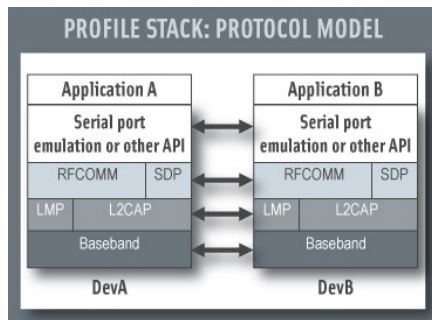 PROFILE STACK: PROTOCOL MODEL
Application A
Serial port
emulation or other API
RFCOMM SDP
LMP L2CAP
Baseband
DevA
Application B
Serial port
emulation or other API
RFCOMM SDP
LMP L2CAP
Baseband
DevB